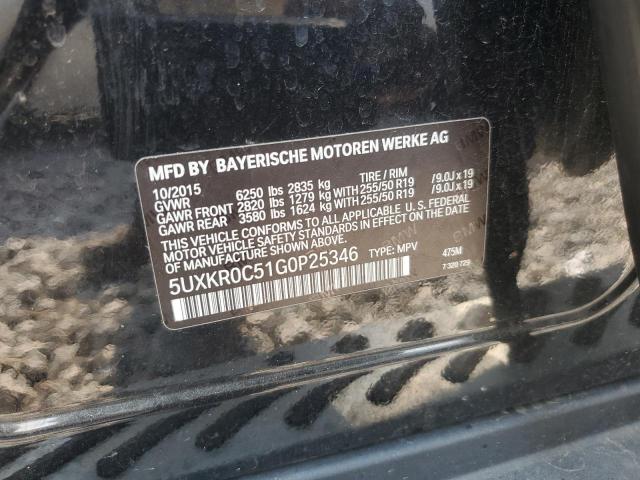 MFD BY BAYERISCHE MOTOREN WERKE AG
10/2015 TIRE / RIM
GVWR 6250 lbs 2835 kg
GAWR FRONT 2820 lbs 1279 kg WITH 255/50 R19 /9.0J x 19
GAWR REAR 3580 lbs 1624 kg WITH 255/50 R19 /9.0J x 19
THIS VEHICLE CONFORMS TO ALL APPLICABLE U.S. FEDERAL
MOTOR VEHICLE SAFETY STANDARDS IN EFFECT ON THE DATE OF
MANUFACTURE SHOWN ABOVE.
5UXKR0C51G0P25346 TYPE: MPV 475M
7 320 729